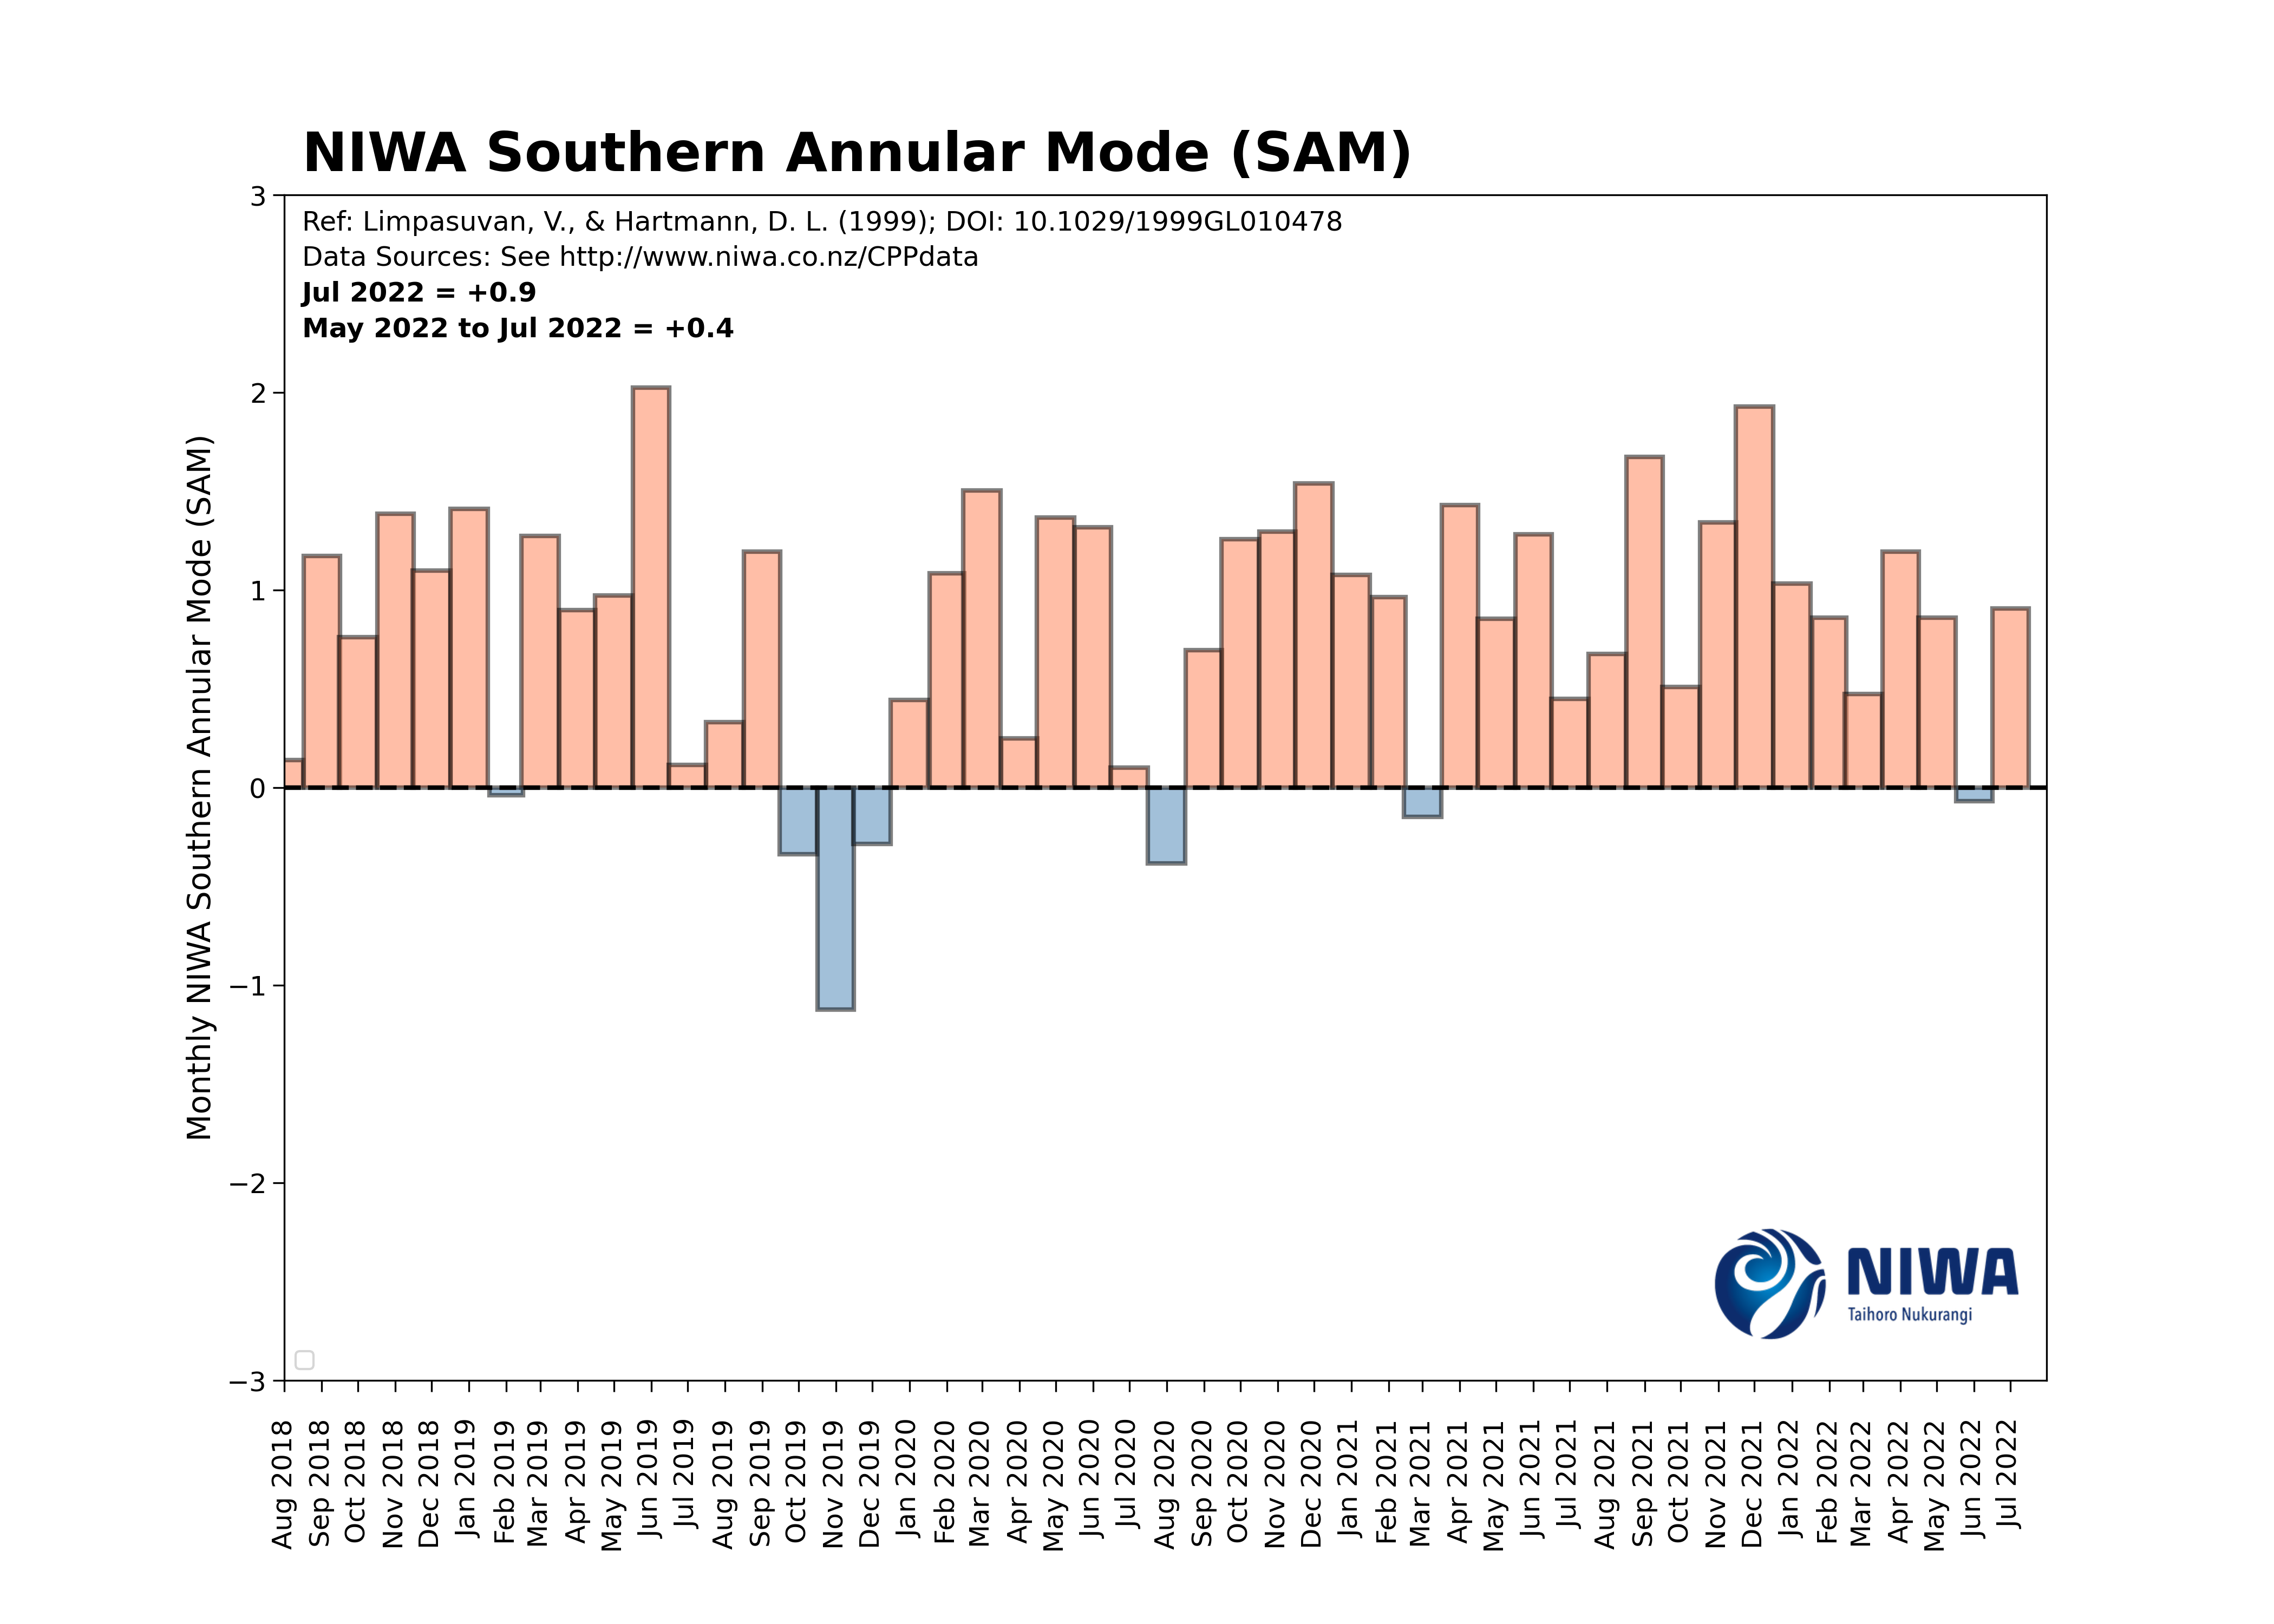 NIWA Southern Annular Mode (SAM)
Ref: Limpasuvan, V., & Hartmann, D. L. (1999); DOI: 10.1029/1999GL010478
Data Sources: See http://www.niwa.co.nz/CPPdata
Jul 2022 = +0.9
May 2022 to Jul 2022 = +0.4
Monthly NIWA Southern Annular Mode (SAM)
3
2
1
0
−1
−2
−3
NIWA
Taihoro Nukurangi
Aug 2018
Sep 2018
Oct 2018
Nov 2018
Dec 2018
Jan 2019
Feb 2019
Mar 2019
Apr 2019
May 2019
Jun 2019
Jul 2019
Aug 2019
Sep 2019
Oct 2019
Nov 2019
Dec 2019
Jan 2020
Feb 2020
Mar 2020
Apr 2020
May 2020
Jun 2020
Jul 2020
Aug 2020
Sep 2020
Oct 2020
Nov 2020
Dec 2020
Jan 2021
Feb 2021
Mar 2021
Apr 2021
May 2021
Jun 2021
Jul 2021
Aug 2021
Sep 2021
Oct 2021
Nov 2021
Dec 2021
Jan 2022
Feb 2022
Mar 2022
Apr 2022
May 2022
Jun 2022
Jul 2022